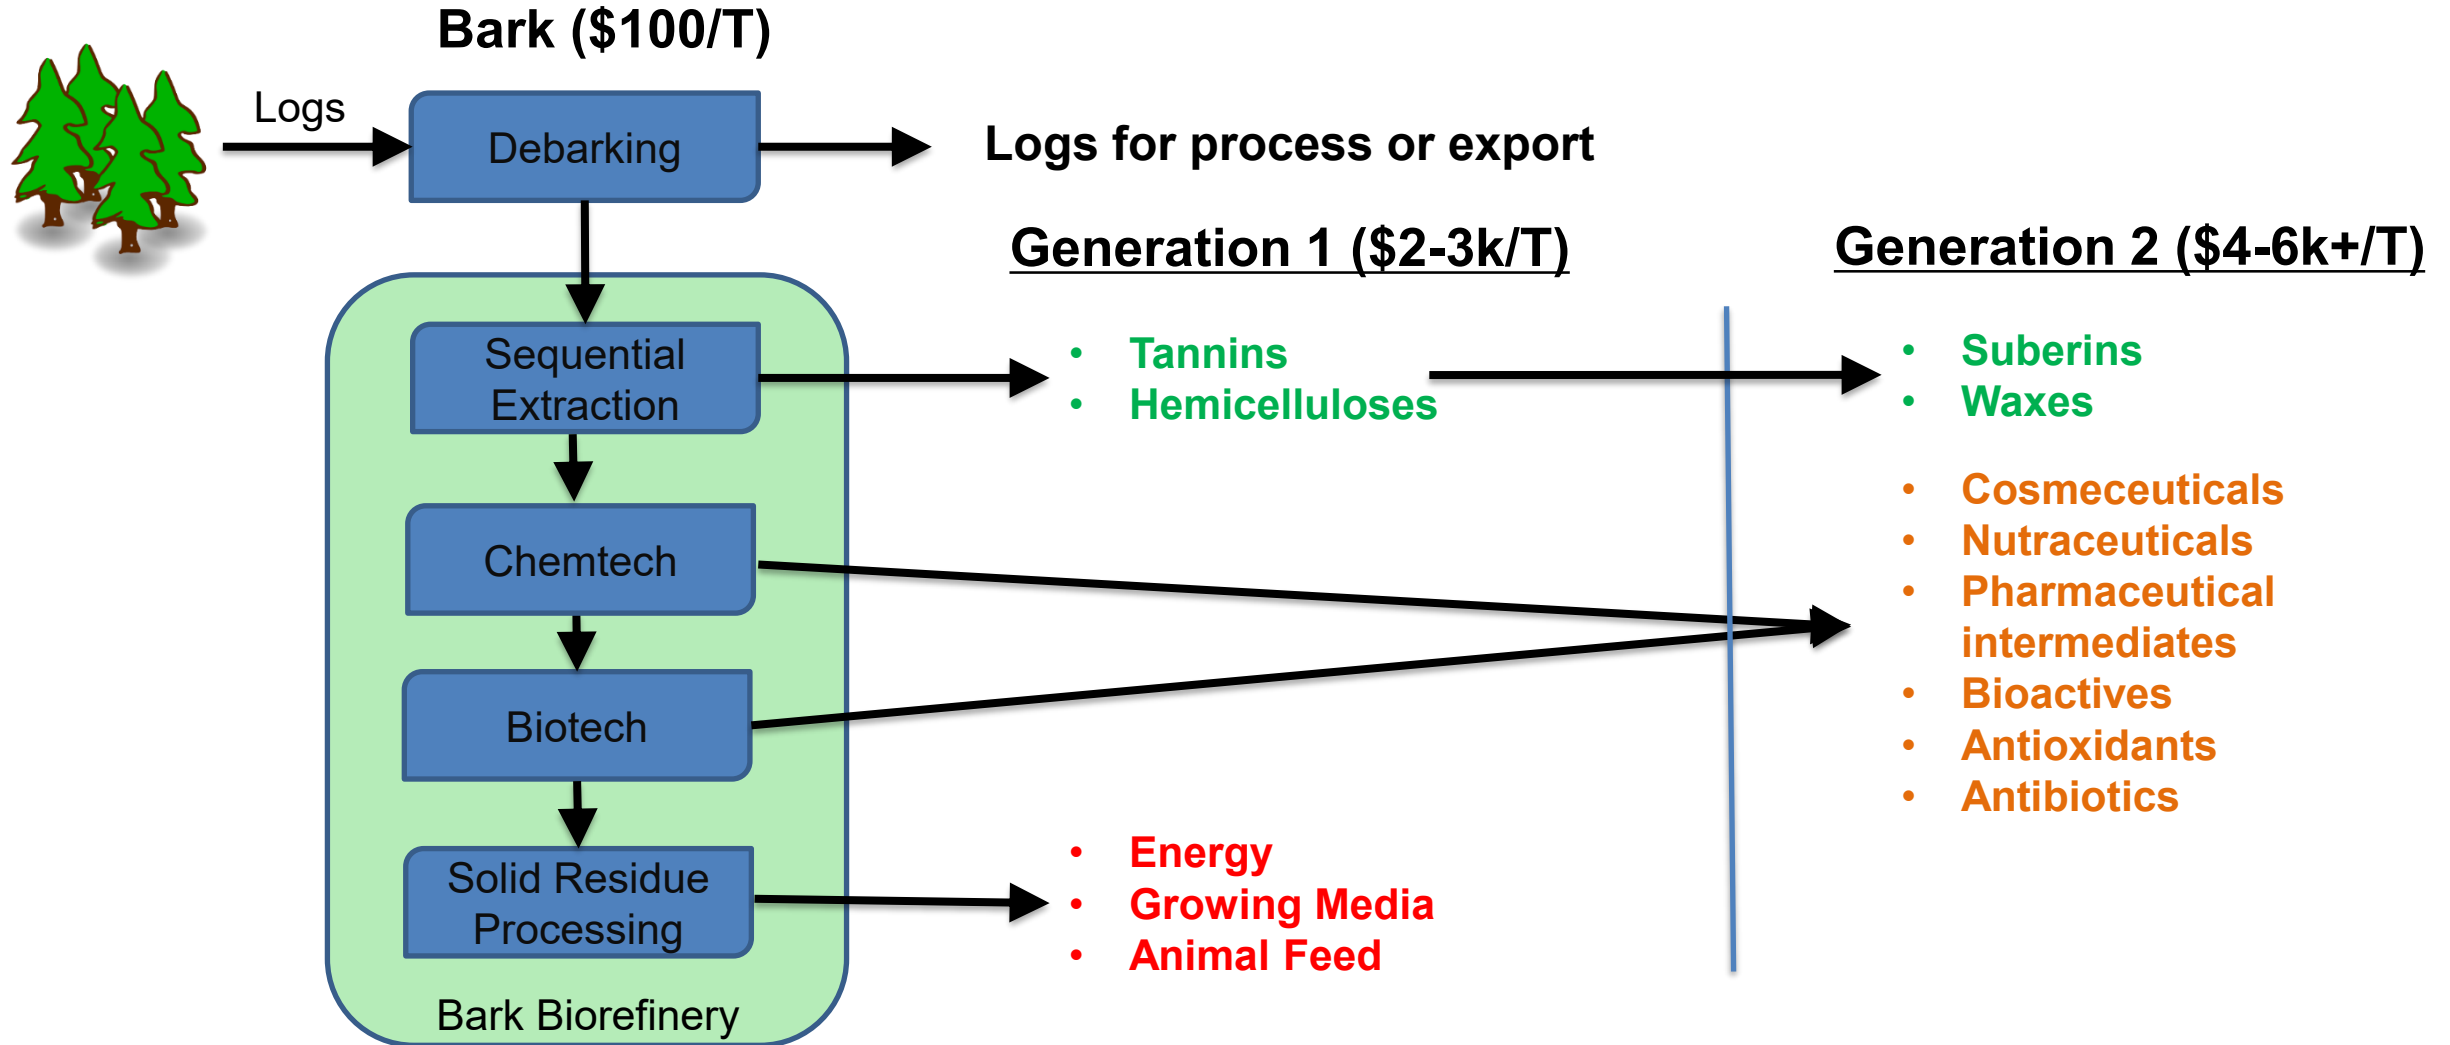 Bark ($100/T)
Logs
Debarking
Logs for process or export
Generation 1 ($2-3k/T)
Generation 2 ($4-6k+/T)
Sequential
Extraction
• Tannins
• Hemicelluloses
• Suberins
• Waxes
Chemtech
• Cosmeceuticals
• Nutraceuticals
• Pharmaceutical
intermediates
• Bioactives
• Antioxidants
• Antibiotics
Biotech
Solid Residue
Processing
• Energy
• Growing Media
• Animal Feed
Bark Biorefinery